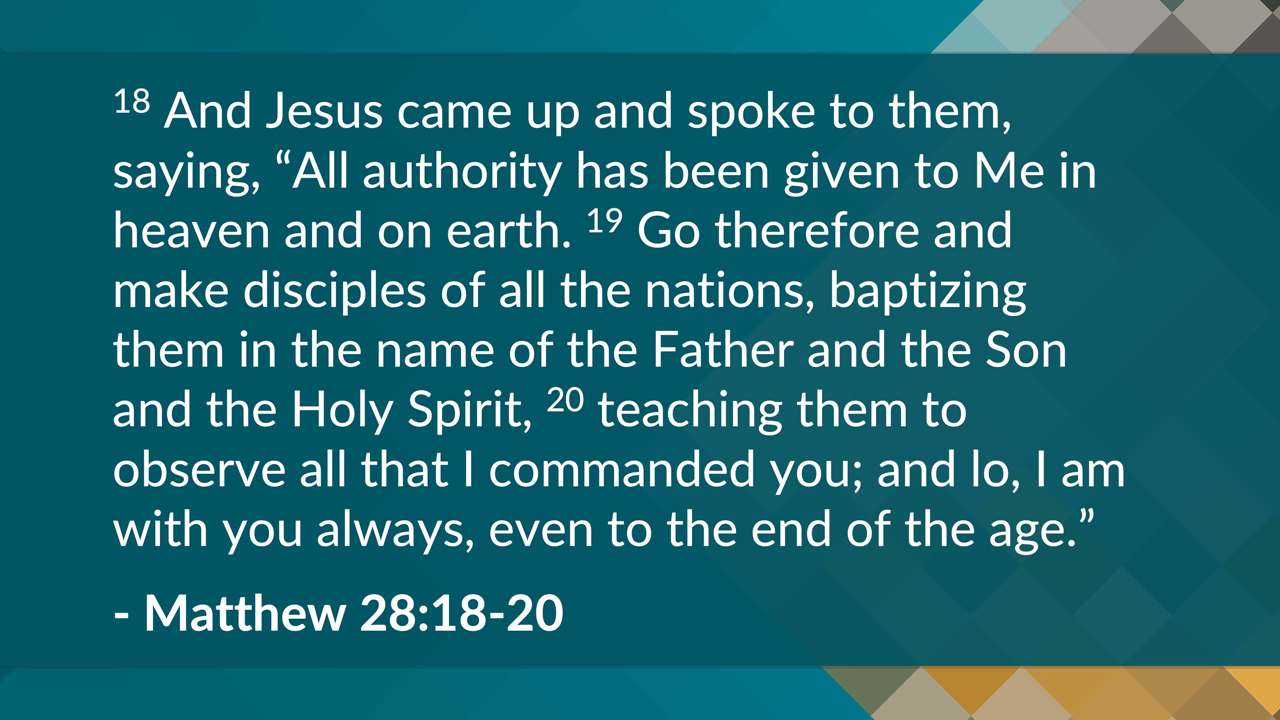 18 And Jesus came up and spoke to them,
saying, “All authority has been given to Me in
heaven and on earth. 19 Go therefore and
make disciples of all the nations, baptizing
them in the name of the Father and the Son
and the Holy Spirit, 20 teaching them to
observe all that I commanded you; and lo, I am
with you always, even to the end of the age.”
- Matthew 28:18-20